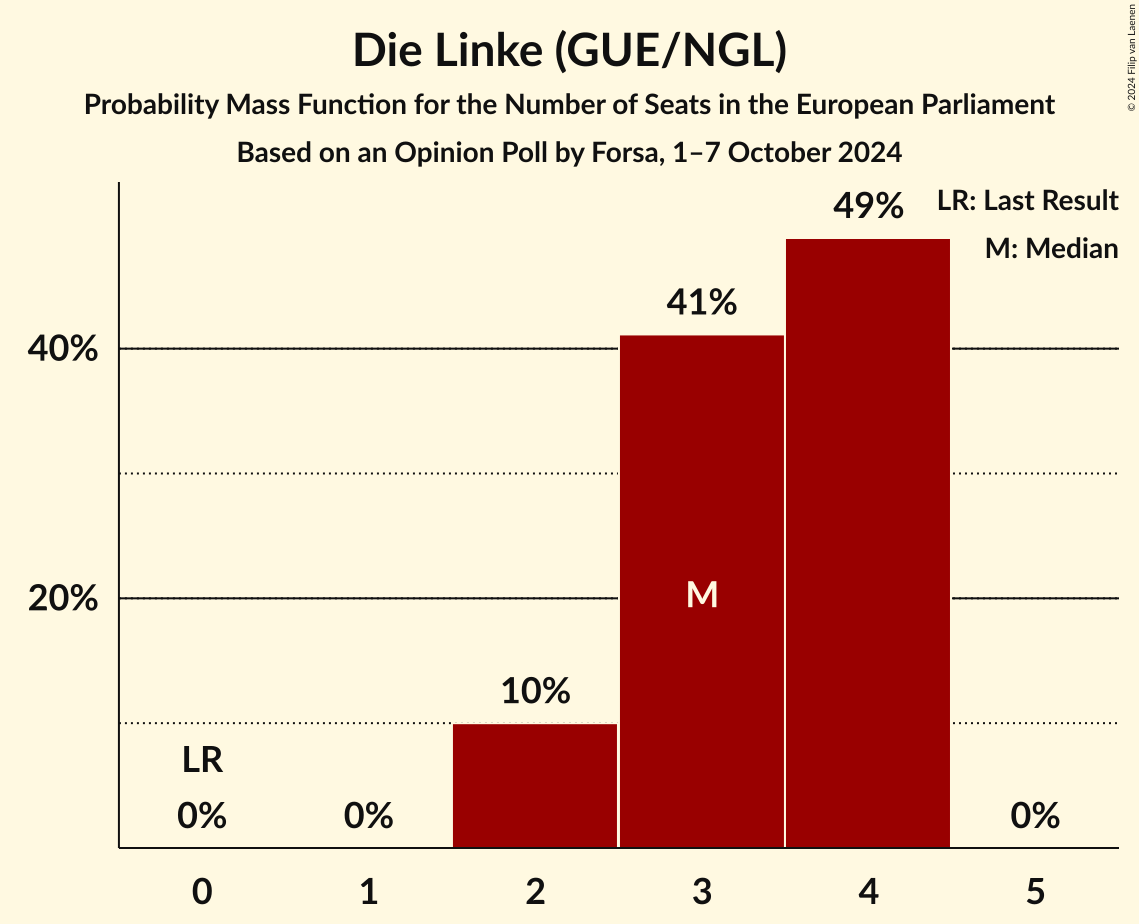 Die Linke (GUE/NGL)
Probability Mass Function for the Number of Seats in the European Parliament
Based on an Opinion Poll by Forsa, 1–7 October 2024
© 2024 Filip van Laenen
LR: Last Result
M: Median
49%
41%
40%
20%
M
10%
LR
0%
0%
0%
0
1
2
3
4
5